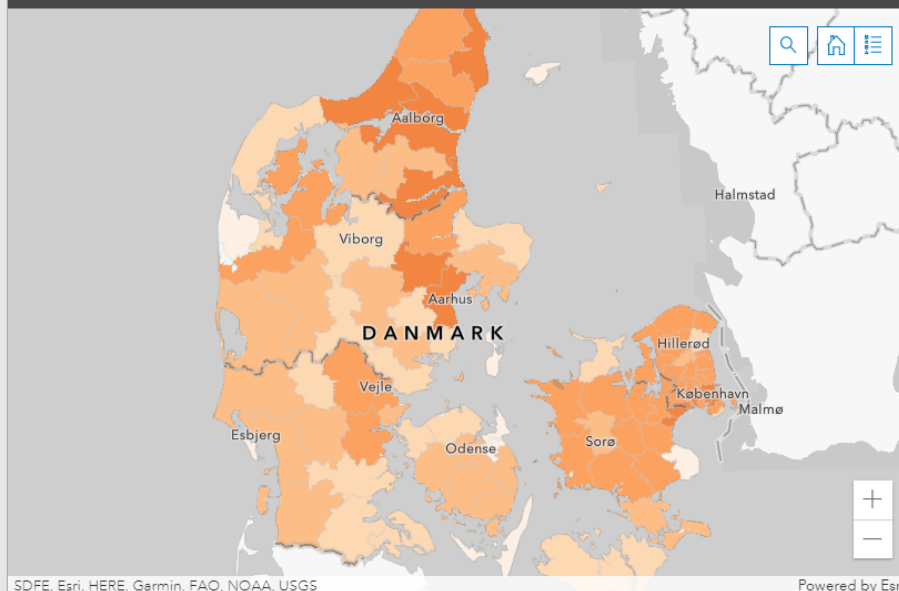 Aalborg
Halmstad
Viborg
Aarhus
DANMARK
Hillerød
Vejle
København
Malmø
Esbjerg
Odense
Sorø
SDFE, Esri, HERE, Garmin, FAO, NOAA, USGS
Powered by Esr